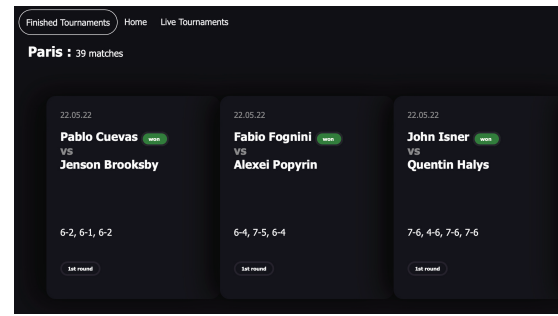 Finished Tournaments Home Live Tournaments
Paris : 39 matches
22.05.22
Pablo Cuevas won
vs
Jenson Brooksby
6-2, 6-1, 6-2
1st round
22.05.22
Fabio Fognini won
vs
Alexei Popyrin
6-4, 7-5, 6-4
1st round
22.05.22
John Isner won
vs
Quentin Halys
7-6, 4-6, 7-6, 7-6
1st round